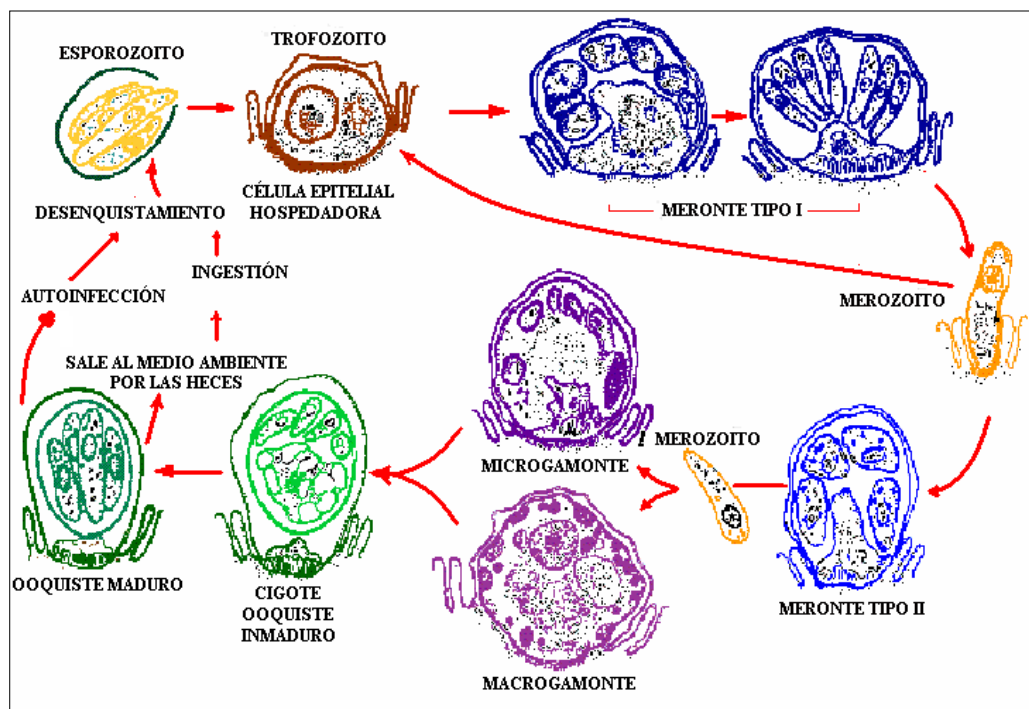 ESPOROZOITO
TROFOZOITO
CÉLULA EPITELIAL
HOSPEDADORA
MERONTE TIPO I
DESENQUISTAMIENTO
INGESTIÓN
AUTOINFECCIÓN
MEROZOITO
SALE AL MEDIO AMBIENTE
POR LAS HECES
MICROGAMONTE
MEROZOITO
OOQUISTE MADURO
CIGOTE
OOQUISTE
INMADURO
MERONTE TIPO II
MACROGAMONTE